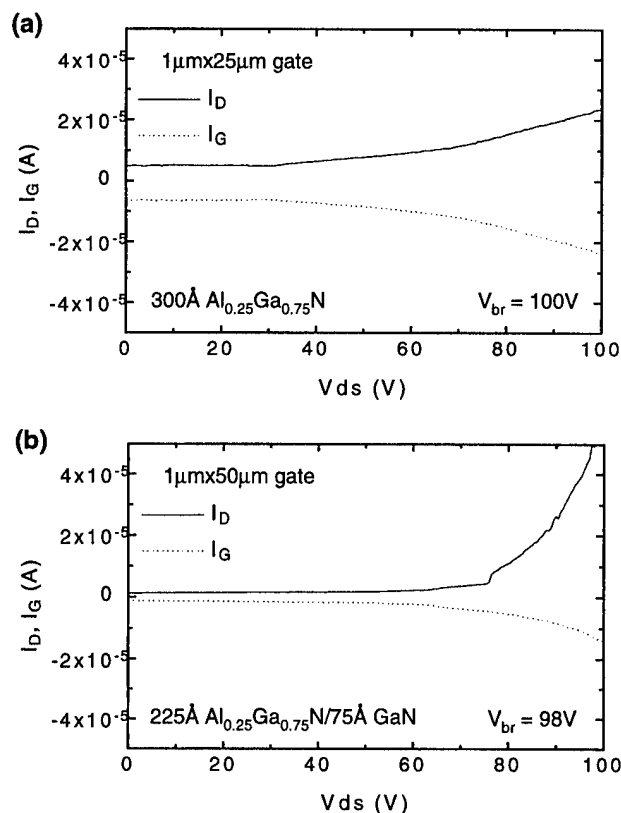 (a)
1μmx25μm gate
I_D
I_G
4x10⁻⁵
2x10⁻⁵
0
-2x10⁻⁵
-4x10⁻⁵
I_D, I_G (A)
300Å Al₀.₂₅Ga₀.₇₅N
V_br = 100V
0 20 40 60 80 100
Vds (V)
(b)
1μmx50μm gate
I_D
I_G
4x10⁻⁵
2x10⁻⁵
0
-2x10⁻⁵
-4x10⁻⁵
I_D, I_G (A)
225Å Al₀.₂₅Ga₀.₇₅N/75Å GaN
V_br = 98V
0 20 40 60 80 100
Vds (V)